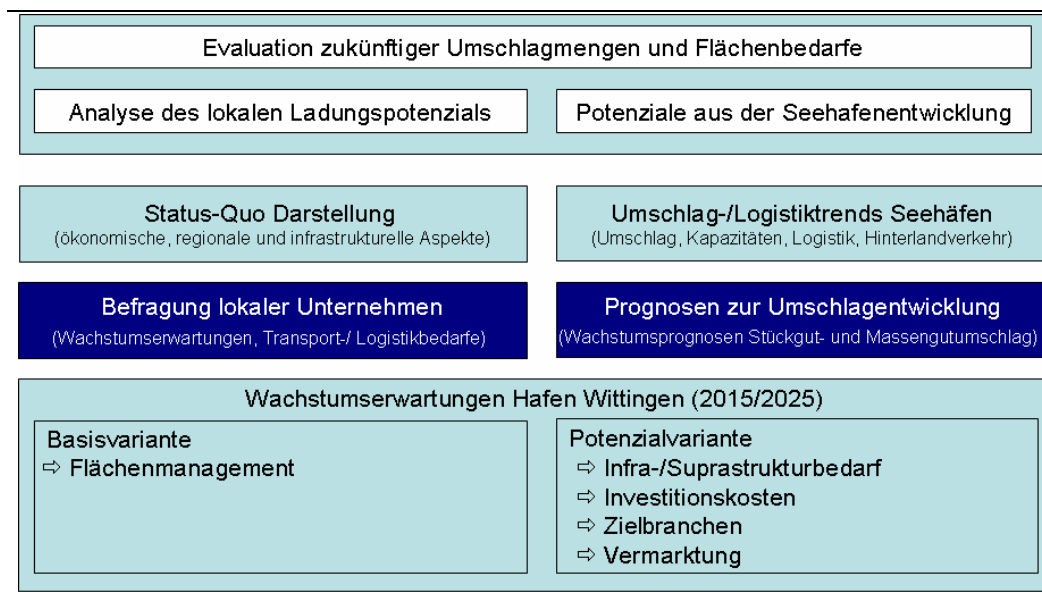 Evaluation zukünftiger Umschlagmengen und Flächenbedarfe
Analyse des lokalen Ladungspotenzials
Potenziale aus der Seehafenentwicklung
Status-Quo Darstellung
(ökonomische, regionale und infrastrukturelle Aspekte)
Umschlag-/Logistiktrends Seehäfen
(Umschlag, Kapazitäten, Logistik, Hinterlandverkehr)
Befragung lokaler Unternehmen
(Wachstumserwartungen, Transport-/ Logistikbedarfe)
Prognosen zur Umschlagentwicklung
(Wachstumsprognosen Stückgut- und Massengutumschlag)
Wachstumserwartungen Hafen Wittingen (2015/2025)
Basisvariante
⇨ Flächenmanagement
Potenzialvariante
⇨ Infra-/Suprastrukturbedarf
⇨ Investitionskosten
⇨ Zielbranchen
⇨ Vermarktung